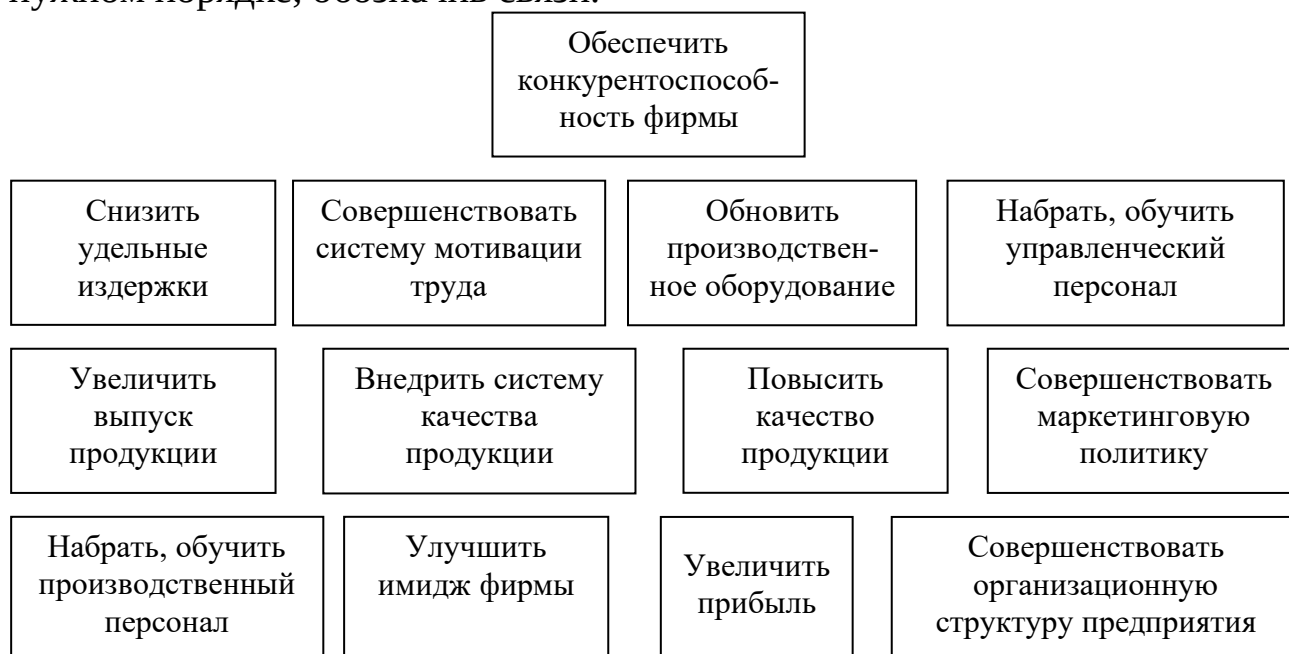 нужном порядке, обозначив связи.
Обеспечить
конкурентоспособ-
ность фирмы
Снизить
удельные
издержки
Совершенствовать
систему мотивации
труда
Обновить
производствен-
ное оборудование
Набрать, обучить
управленческий
персонал
Увеличить
выпуск
продукции
Внедрить систему
качества
продукции
Повысить
качество
продукции
Совершенствовать
маркетинговую
политику
Набрать, обучить
производственный
персонал
Улучшить
имидж фирмы
Увеличить
прибыль
Совершенствовать
организационную
структуру предприятия